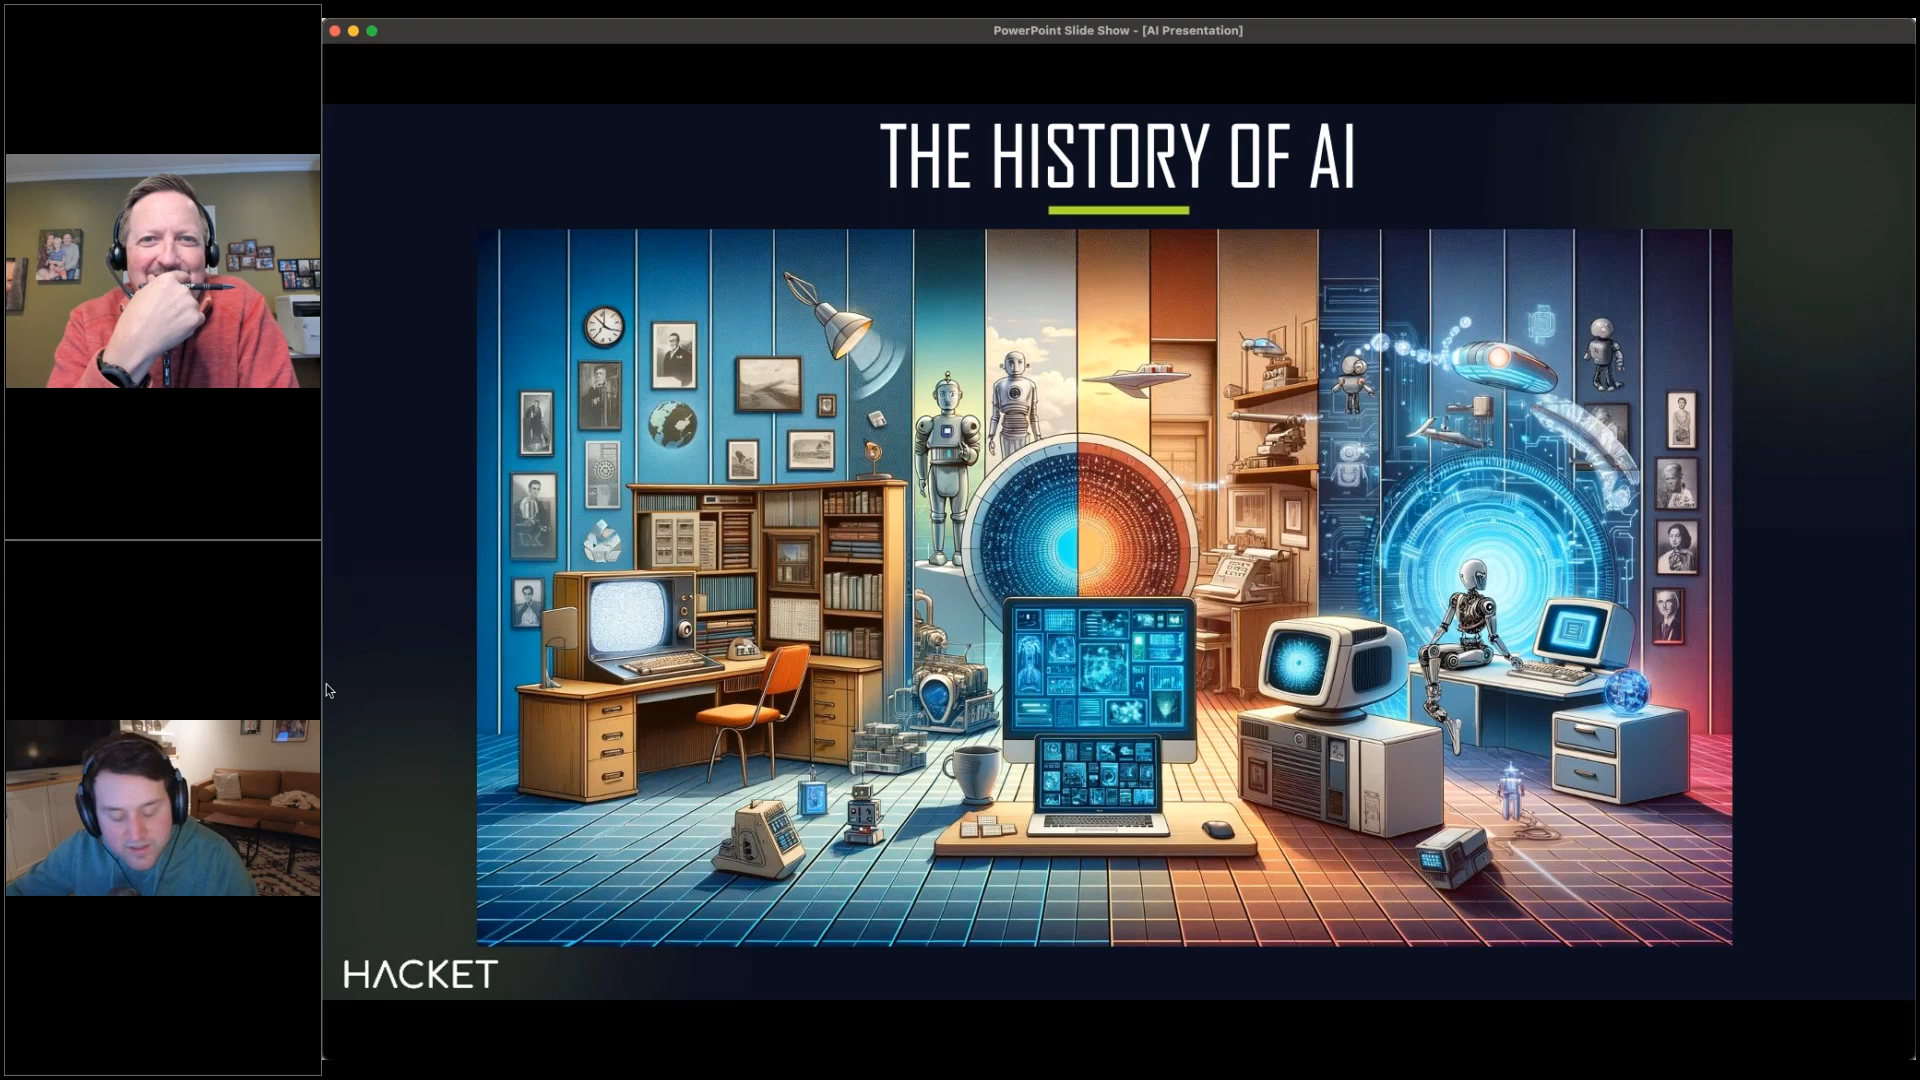 PowerPoint Slide Show - [AI Presentation]
THE HISTORY OF AI
HACKET